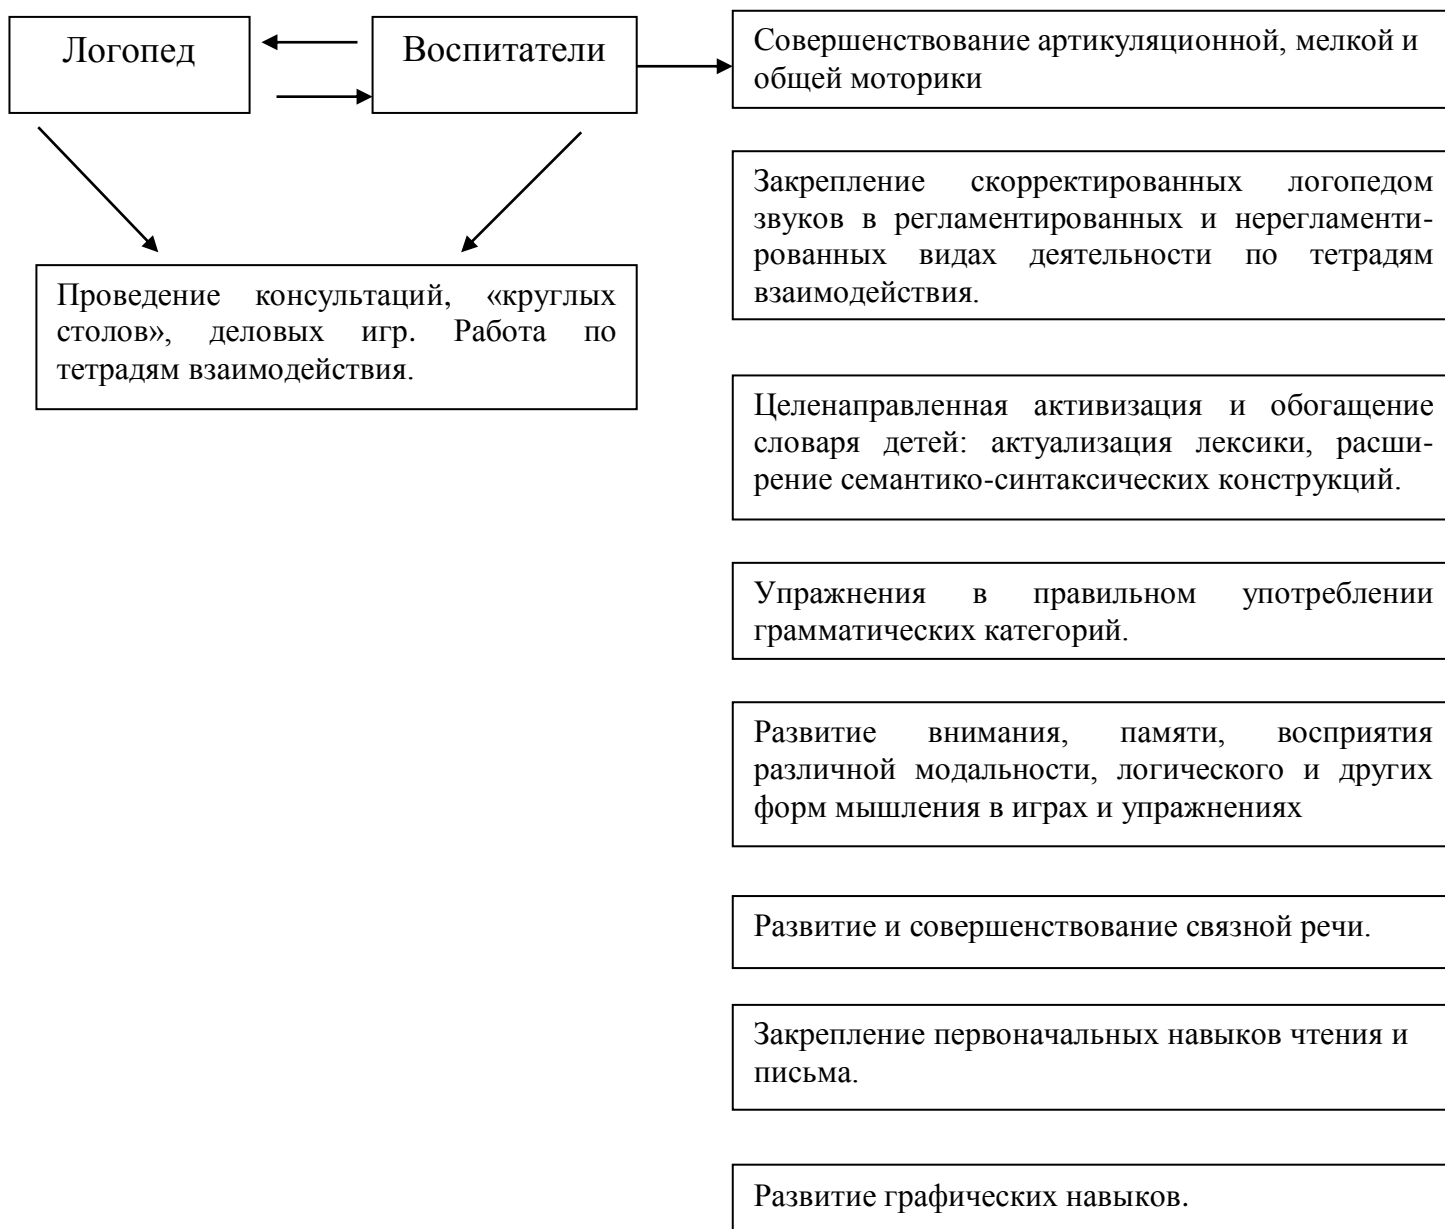 Логопед
Воспитатели
Совершенствование артикуляционной, мелкой и
общей моторики
Закрепление скорректированных логопедом
звуков в регламентированных и нерегламенти-
рованных видах деятельности по тетрадям
взаимодействия.
Проведение консультаций, «круглых
столов», деловых игр. Работа по
тетрадям взаимодействия.
Целенаправленная активизация и обогащение
словаря детей: актуализация лексики, расши-
рение семантико-синтаксических конструкций.
Упражнения в правильном употреблении
грамматических категорий.
Развитие внимания, памяти, восприятия
различной модальности, логического и других
форм мышления в играх и упражнениях
Развитие и совершенствование связной речи.
Закрепление первоначальных навыков чтения и
письма.
Развитие графических навыков.